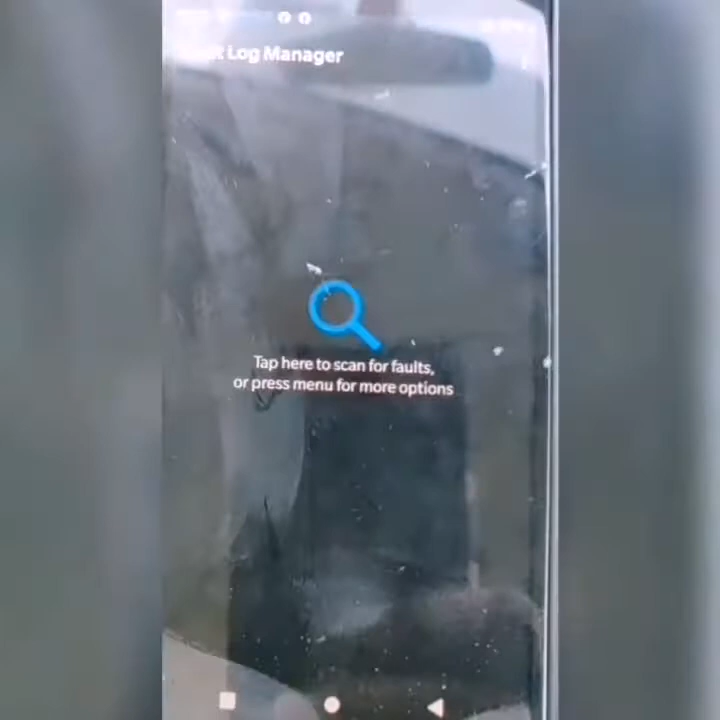 Log Manager
Tap here to scan for faults,
or press menu for more options